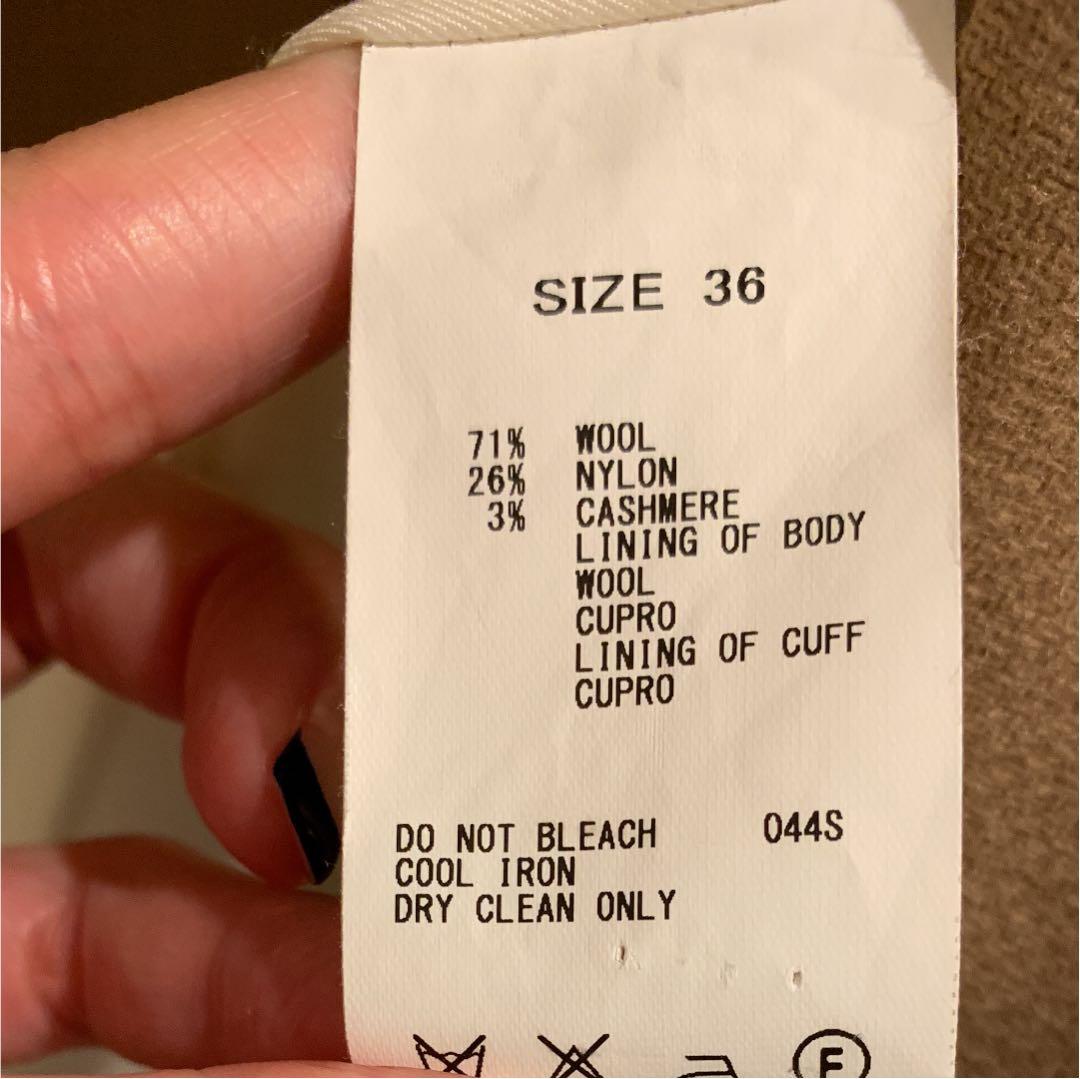 SIZE 36
71% WOOL
26% NYLON
3% CASHMERE
LINING OF BODY
WOOL
CUPRO
LINING OF CUFF
CUPRO
DO NOT BLEACH 044S
COOL IRON
DRY CLEAN ONLY
F